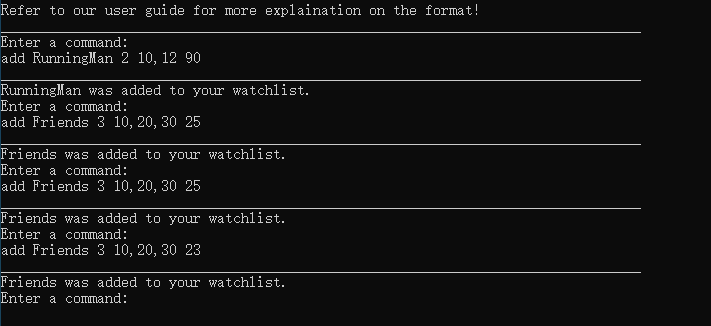 Refer to our user guide for more explaination on the format!
Enter a command:
add RunningMan 2 10,12 90
RunningMan was added to your watchlist.
Enter a command:
add Friends 3 10,20,30 25
Friends was added to your watchlist.
Enter a command:
add Friends 3 10,20,30 25
Friends was added to your watchlist.
Enter a command:
add Friends 3 10,20,30 23
Friends was added to your watchlist.
Enter a command: